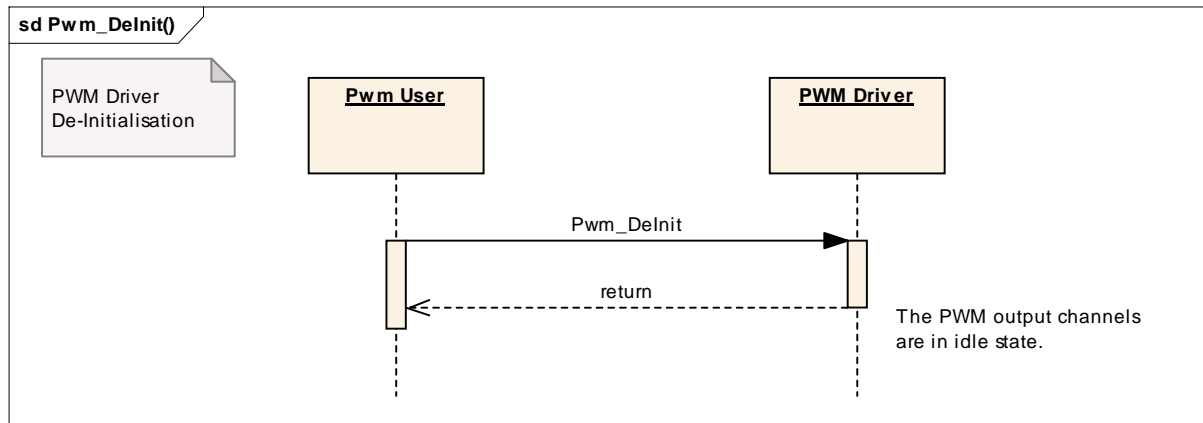 sd Pwm_DeInit()
PWM Driver
De-Initialisation
Pwm User
PWM Driver
Pwm_DeInit
return
The PWM output channels
are in idle state.